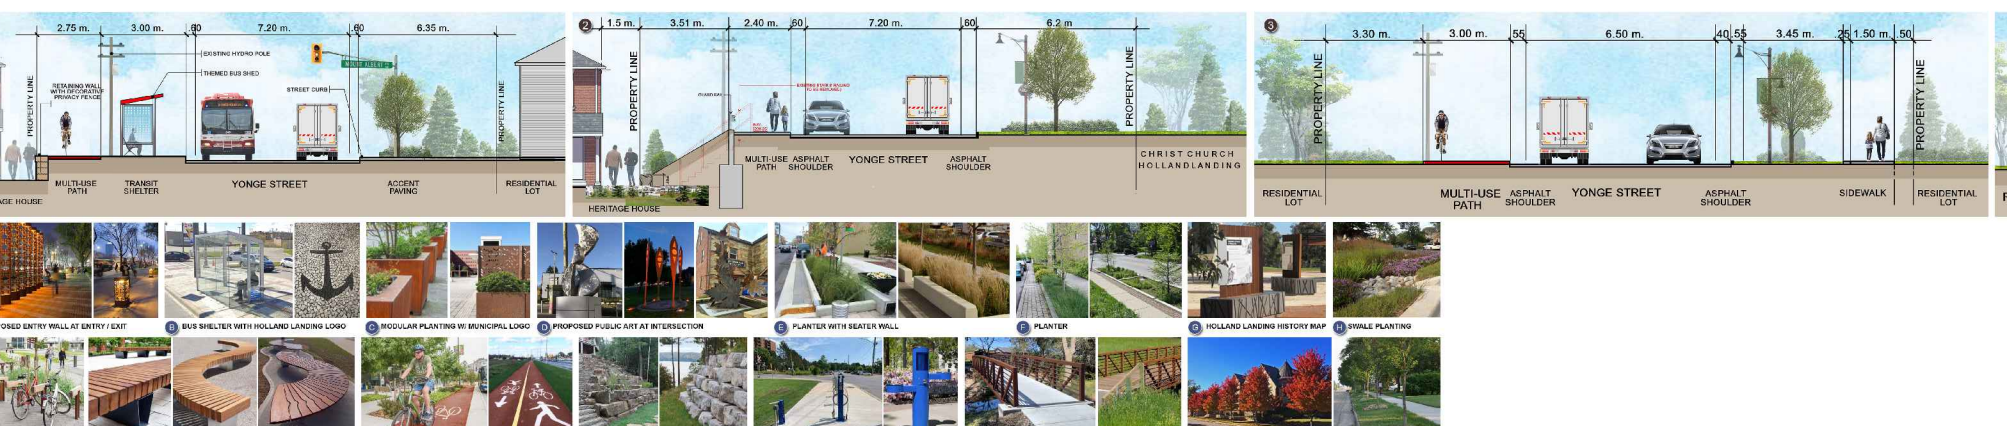 2.75 m.
3.00 m.
.60
7.20 m.
.60
6.35 m.
EXISTING HYDRO POLE
THEMED BUS SHED
RETAINING WALL
WITH DECORATIVE
PRIVACY FENCE
STREET CURB
MOUNT ALBERT
PROPERTY LINE
PROPERTY LINE
MULTI-USE
PATH
TRANSIT
SHELTER
YONGE STREET
ACCENT
PAVING
RESIDENTIAL
LOT
AGE HOUSE
2
1.5 m.
3.51 m.
2.40 m.
.60
7.20 m.
.60
6.2 m
PROPERTY LINE
PROPERTY LINE
MULTI-USE
PATH
ASPHALT
SHOULDER
YONGE STREET
ASPHALT
SHOULDER
CHRIST CHURCH
HOLLANDLANDING
HERITAGE HOUSE
3
3.30 m.
3.00 m.
.55
6.50 m.
.40
.55
3.45 m.
.25
1.50 m.
.50
PROPERTY LINE
PROPERTY LINE
RESIDENTIAL
LOT
MULTI-USE
PATH
ASPHALT
SHOULDER
YONGE STREET
ASPHALT
SHOULDER
SIDEWALK
RESIDENTIAL
LOT
OSED ENTRY WALL AT ENTRY / EXIT
B BUS SHELTER WITH HOLLAND LANDING LOGO
C MODULAR PLANTING W/ MUNICIPAL LOGO
D PROPOSED PUBLIC ART AT INTERSECTION
E PLANTER WITH SEATER WALL
F PLANTER
G HOLLAND LANDING HISTORY MAP
H SWALE PLANTING